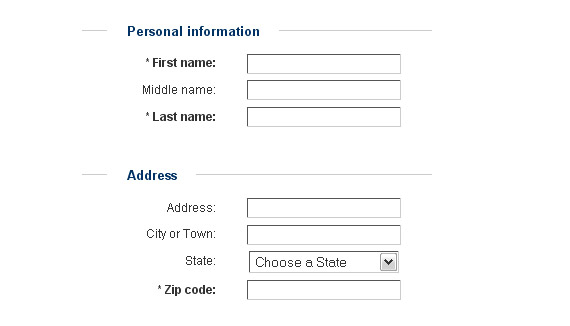 Personal information
* First name:
Middle name:
* Last name:
Address
Address:
City or Town:
State: Choose a State
* Zip code: